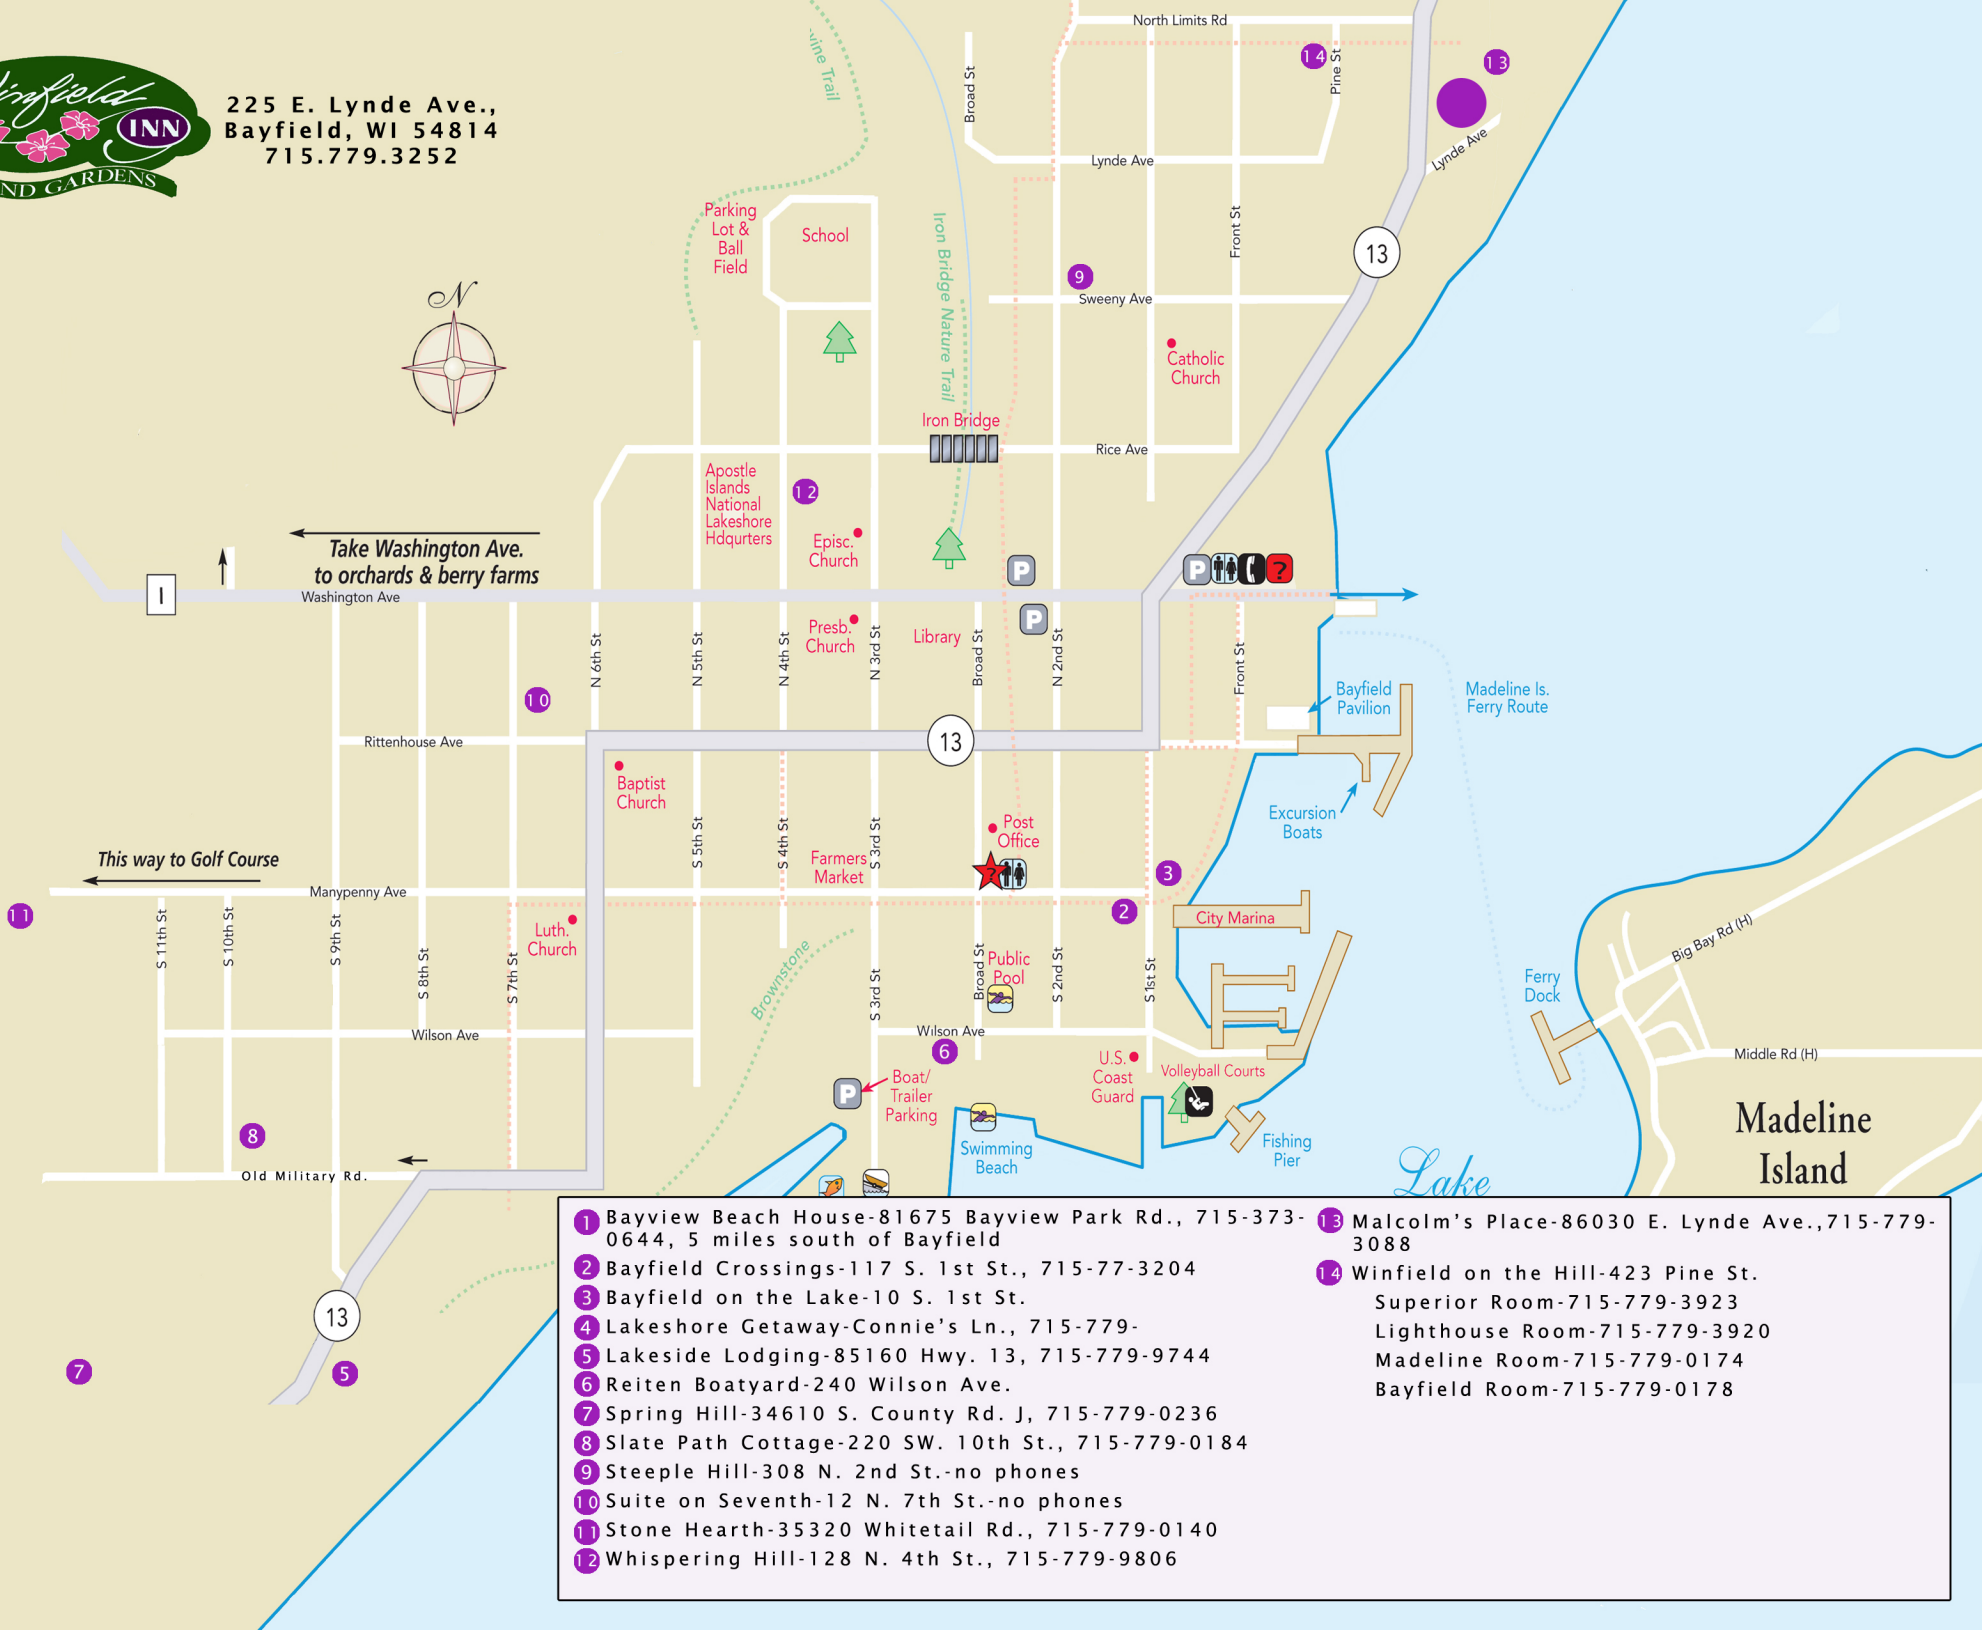 North Limits Rd
Broad St
Pine St
14
13
infield
INN
ND GARDENS
225 E. Lynde Ave.,
Bayfield, WI 54814
715.779.3252
vine Trail
Lynde Ave
Lynde Ave
Parking
Lot &
Ball
Field
School
Iron Bridge Nature Trail
Front St
13
9
Sweeny Ave
N
Catholic
Church
Iron Bridge
Rice Ave
Apostle
Islands
National
Lakeshore
Hdqurters
12
Episc.
Church
Take Washington Ave.
to orchards & berry farms
P
P
?
I
Washington Ave
P
Presb.
Church
Library
N 6th St
N 5th St
N 4th St
N 3rd St
Broad St
N 2nd St
Front St
10
Bayfield
Pavilion
Madeline Is.
Ferry Route
Rittenhouse Ave
13
Baptist
Church
Excursion
Boats
Post
Office
?
S 5th St
S 4th St
S 3rd St
Farmers
Market
This way to Golf Course
3
Manypenny Ave
11
2
City Marina
S 11th St
S 10th St
S 9th St
S 8th St
S 7th St
Luth.
Church
Brownstone
S 3rd St
Broad St
Public
Pool
S 2nd St
S 1st St
Big Bay Rd (H)
Ferry
Dock
Wilson Ave
Wilson Ave
6
U.S.
Coast
Guard
Volleyball Courts
Middle Rd (H)
P
Boat/
Trailer
Parking
Swimming
Beach
Fishing
Pier
Madeline
Island
Lake
8
Old Military Rd.
13
7
5
1 Bayview Beach House-81675 Bayview Park Rd., 715-373-
0644, 5 miles south of Bayfield
2 Bayfield Crossings-117 S. 1st St., 715-77-3204
3 Bayfield on the Lake-10 S. 1st St.
4 Lakeshore Getaway-Connie's Ln., 715-779-
5 Lakeside Lodging-85160 Hwy. 13, 715-779-9744
6 Reiten Boatyard-240 Wilson Ave.
7 Spring Hill-34610 S. County Rd. J, 715-779-0236
8 Slate Path Cottage-220 SW. 10th St., 715-779-0184
9 Steeple Hill-308 N. 2nd St.-no phones
10 Suite on Seventh-12 N. 7th St.-no phones
11 Stone Hearth-35320 Whitetail Rd., 715-779-0140
12 Whispering Hill-128 N. 4th St., 715-779-9806
13 Malcolm's Place-86030 E. Lynde Ave.,715-779-
3088
14 Winfield on the Hill-423 Pine St.
Superior Room-715-779-3923
Lighthouse Room-715-779-3920
Madeline Room-715-779-0174
Bayfield Room-715-779-0178